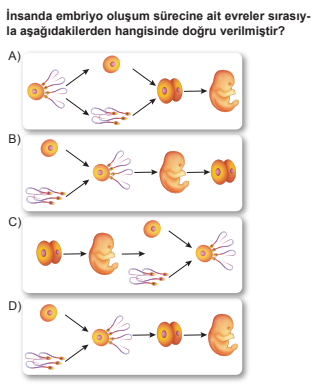 İnsanda embriyo oluşum sürecine ait evreler sırasıy-
la aşağıdakilerden hangisinde doğru verilmiştir?
A)
B)
C)
D)